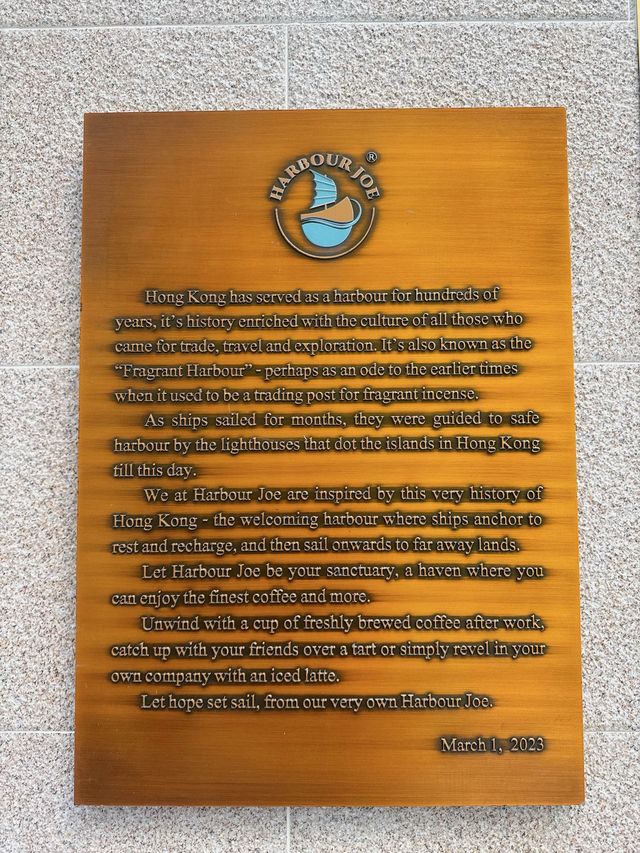 HARBOUR JOE ®
Hong Kong has served as a harbour for hundreds of
years, it's history enriched with the culture of all those who
came for trade, travel and exploration. It's also known as the
“Fragrant Harbour” - perhaps as an ode to the earlier times
when it used to be a trading post for fragrant incense.
As ships sailed for months, they were guided to safe
harbour by the lighthouses that dot the islands in Hong Kong
till this day.
We at Harbour Joe are inspired by this very history of
Hong Kong - the welcoming harbour where ships anchor to
rest and recharge, and then sail onwards to far away lands.
Let Harbour Joe be your sanctuary, a haven where you
can enjoy the finest coffee and more.
Unwind with a cup of freshly brewed coffee after work,
catch up with your friends over a tart or simply revel in your
own company with an iced latte.
Let hope set sail, from our very own Harbour Joe.
March 1, 2023